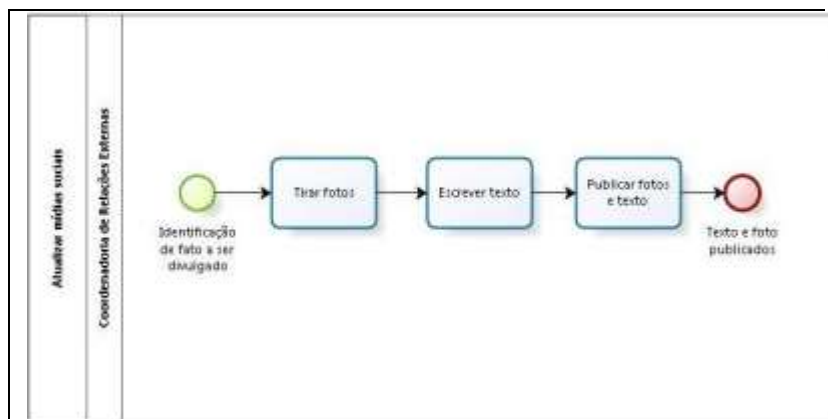 Atualizar mídias sociais
Coordenadoria de Relações Externas
Identificação
de fato a ser
divulgado
Tirar fotos
Escrever texto
Publicar fotos
e texto
Texto e foto
publicados